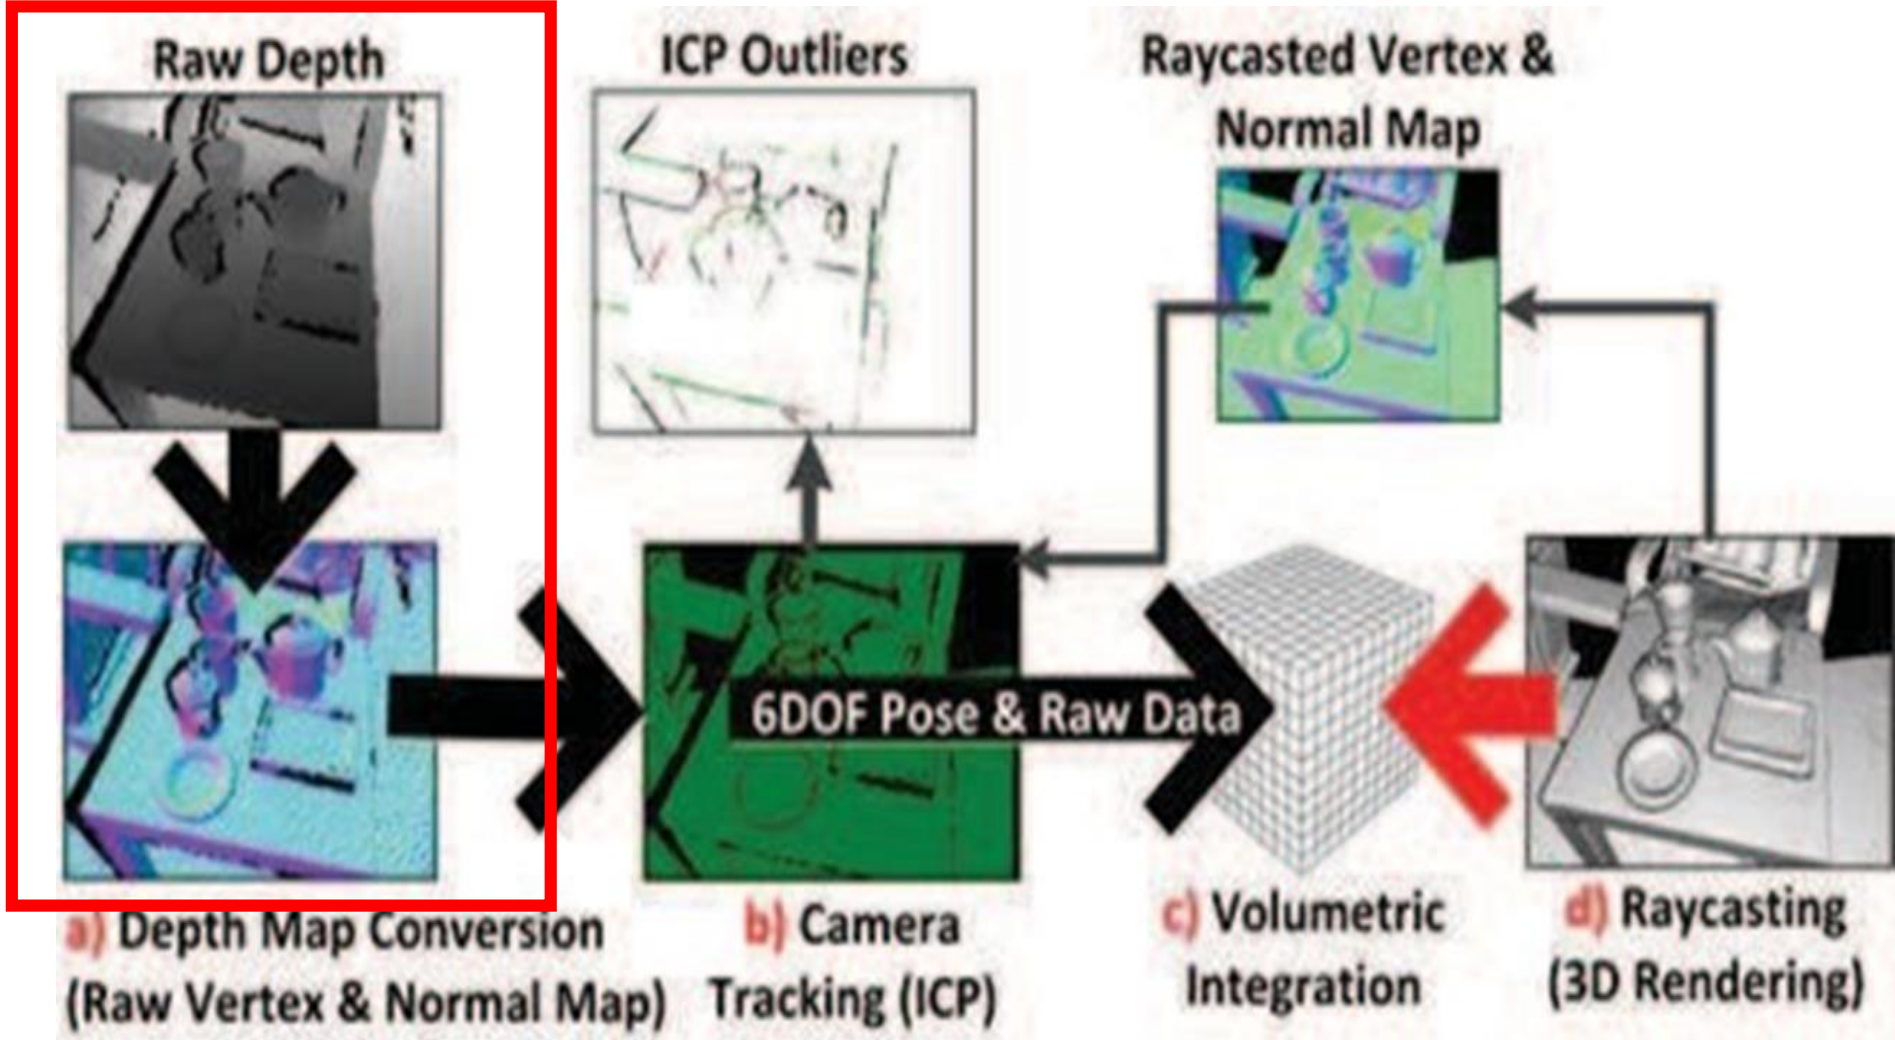 Raw Depth
ICP Outliers
Raycasted Vertex &
Normal Map
6DOF Pose & Raw Data
a) Depth Map Conversion
(Raw Vertex & Normal Map)
b) Camera
Tracking (ICP)
c) Volumetric
Integration
d) Raycasting
(3D Rendering)